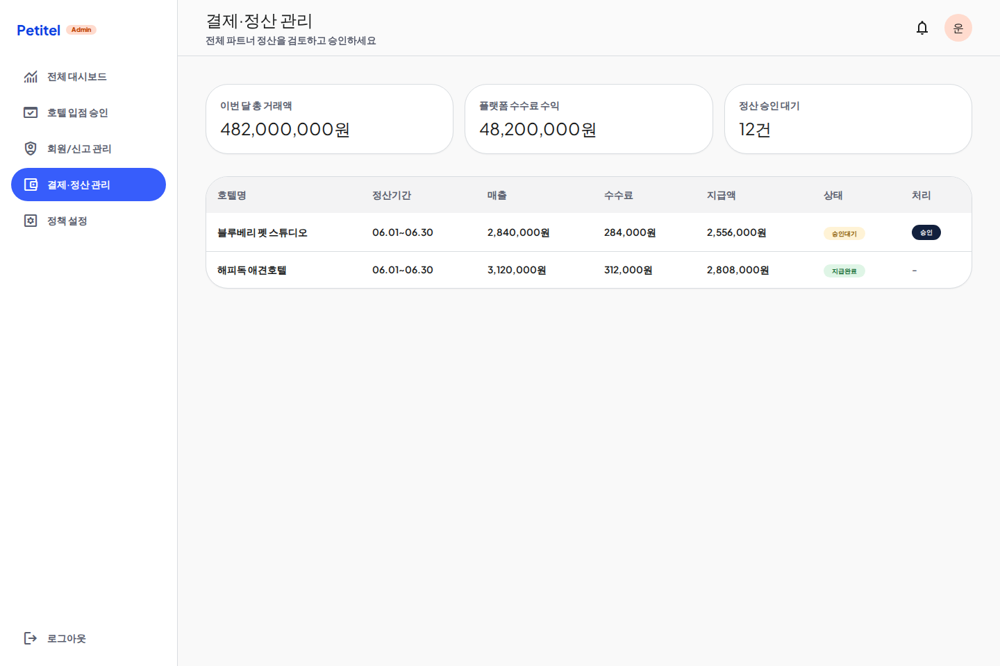 Petitel Admin
전체 대시보드
호텔 입점 승인
회원/신고 관리
결제·정산 관리
정책 설정
로그아웃
결제·정산 관리
전체 파트너 정산을 검토하고 승인하세요
운
이번 달 총 거래액
482,000,000원
플랫폼 수수료 수익
48,200,000원
정산 승인 대기
12건
호텔명 정산기간 매출 수수료 지급액 상태 처리
블루베리 펫 스튜디오 06.01~06.30 2,840,000원 284,000원 2,556,000원 승인대기 승인
해피독 애견호텔 06.01~06.30 3,120,000원 312,000원 2,808,000원 지급완료 -